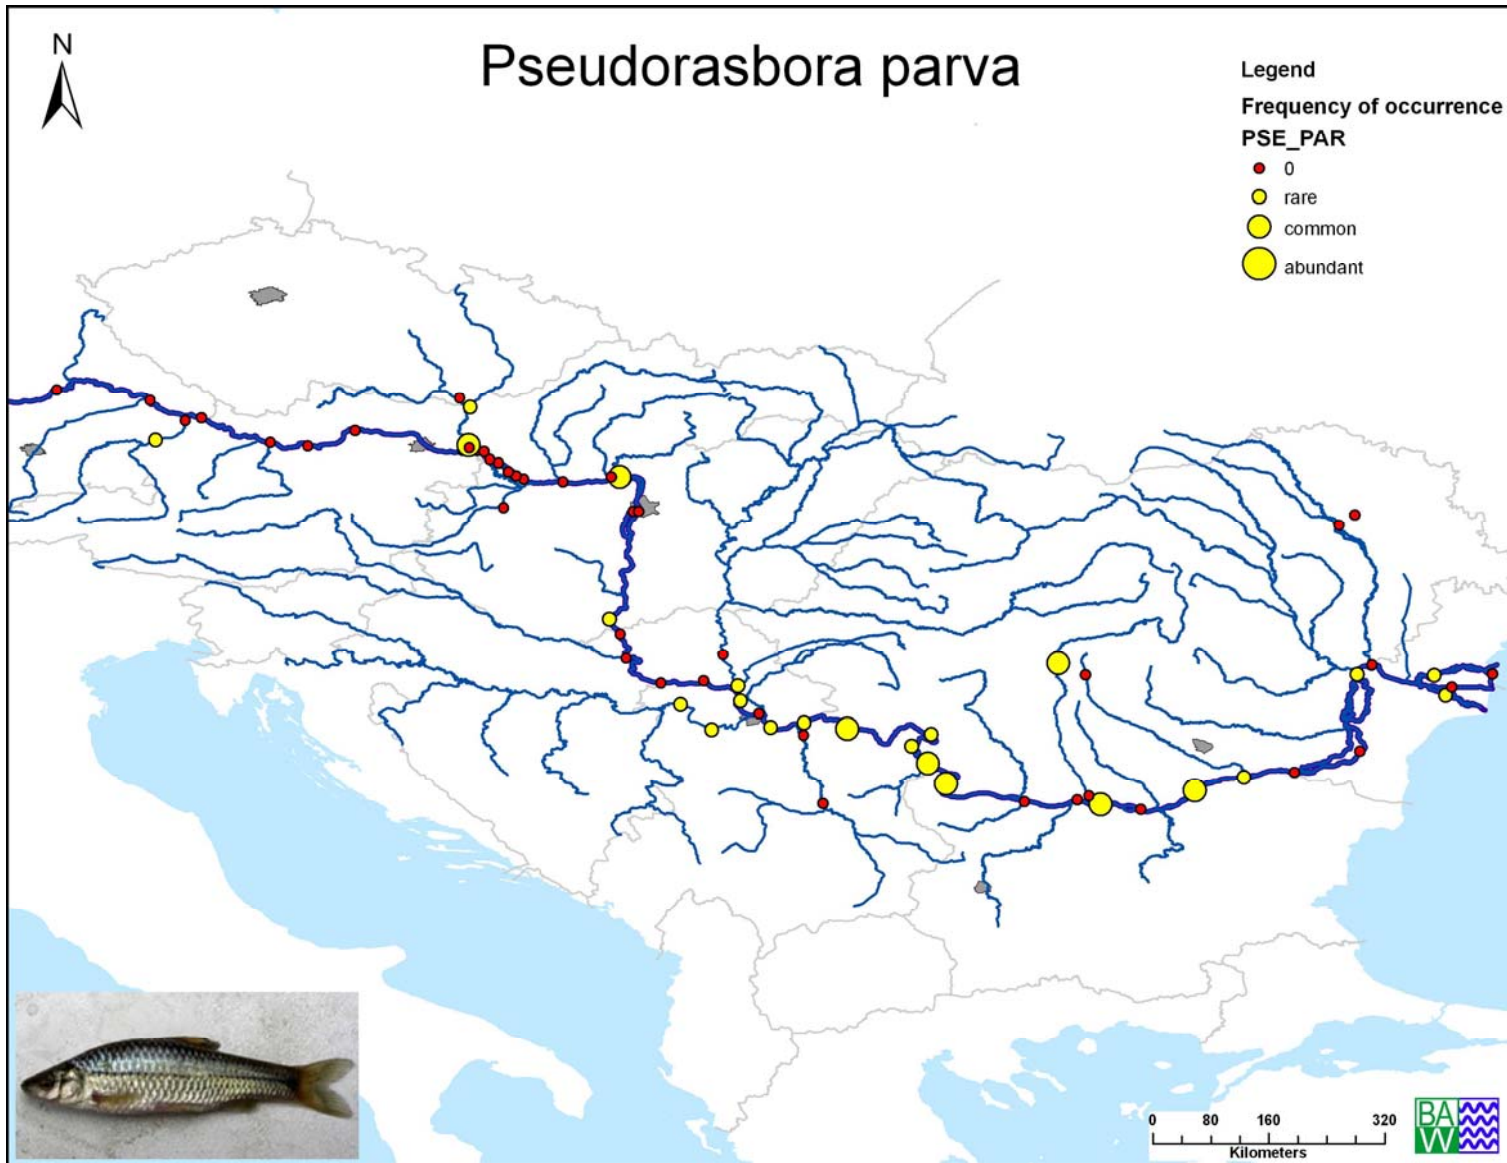 N
Pseudorasbora parva
Legend
Frequency of occurrence
PSE_PAR
0
rare
common
abundant
0 80 160 320
Kilometers
BA
W